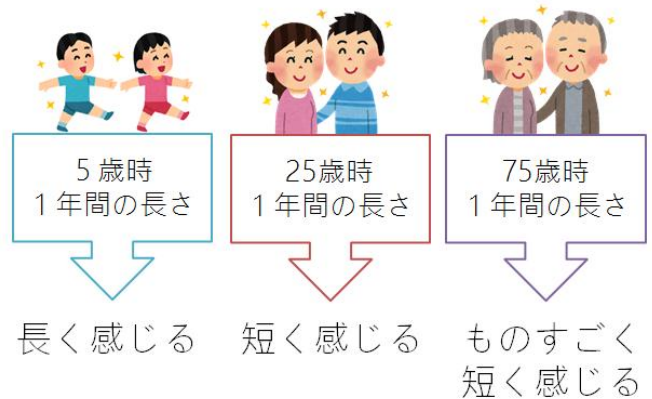 ５歳時
１年間の長さ
長く感じる
25歳時
１年間の長さ
短く感じる
75歳時
１年間の長さ
ものすごく
短く感じる